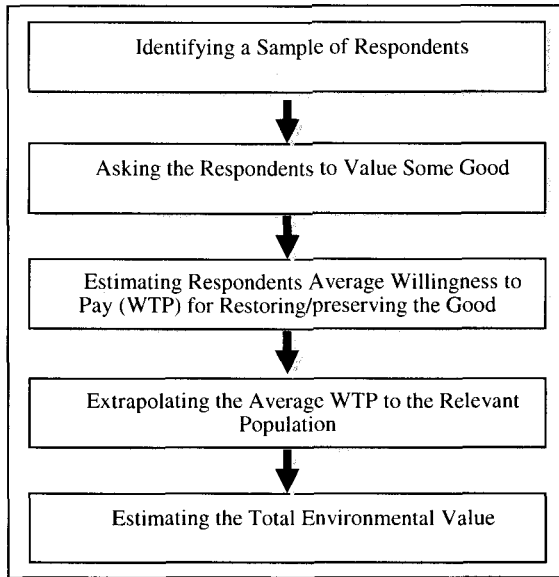 Identifying a Sample of Respondents
Asking the Respondents to Value Some Good
Estimating Respondents Average Willingness to
Pay (WTP) for Restoring/preserving the Good
Extrapolating the Average WTP to the Relevant
Population
Estimating the Total Environmental Value